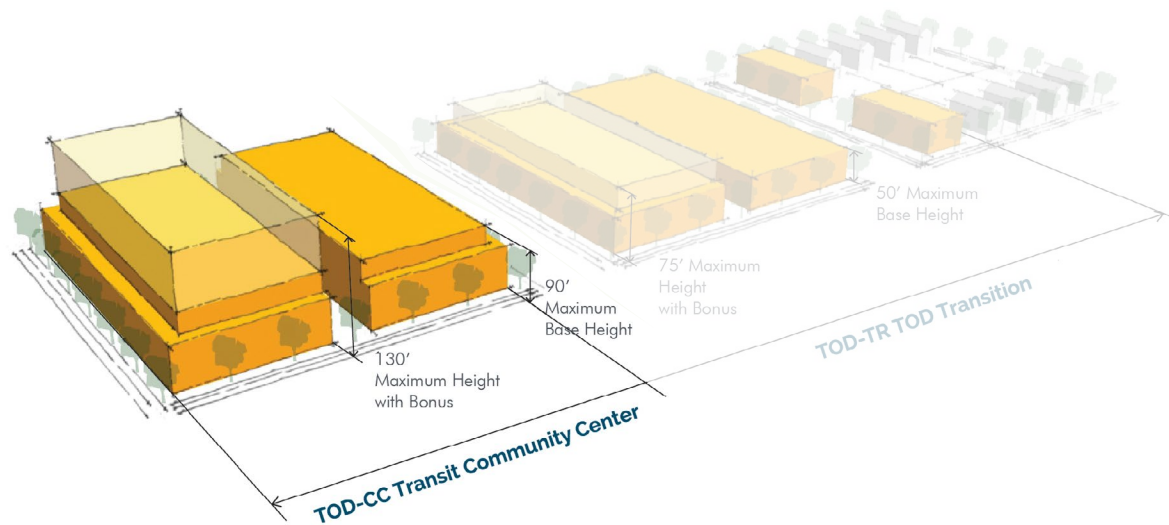 50' Maximum
Base Height
75' Maximum
Height
with Bonus
TOD-TR TOD Transition
90'
Maximum
Base Height
130'
Maximum Height
with Bonus
TOD-CC Transit Community Center